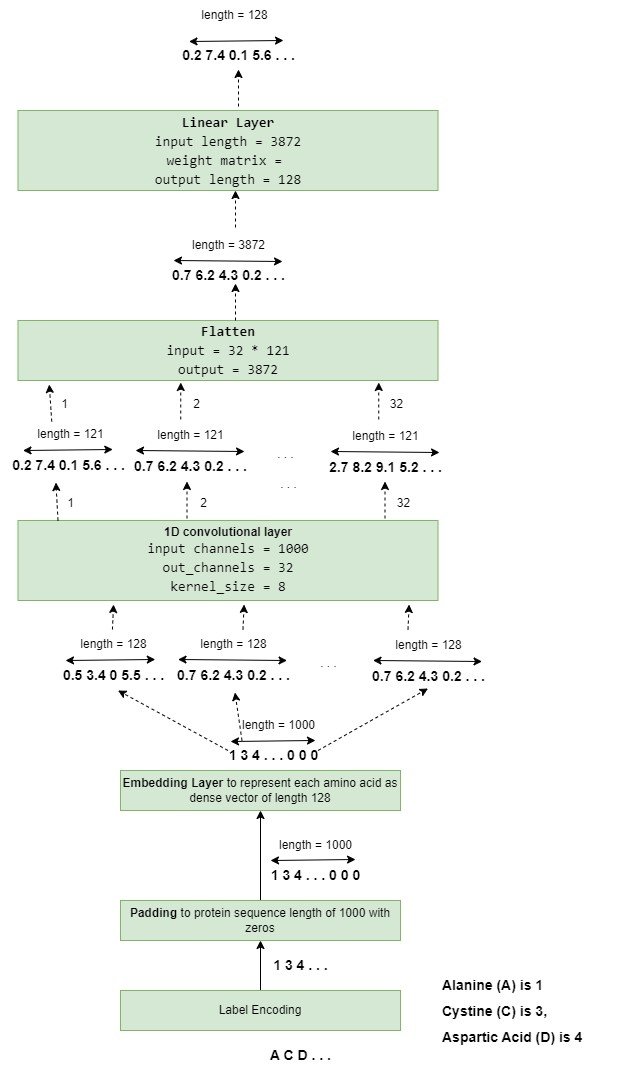 length = 128
0.2 7.4 0.1 5.6 . . .
Linear Layer
input length = 3872
weight matrix =
output length = 128
length = 3872
0.7 6.2 4.3 0.2 . . .
Flatten
input = 32 * 121
output = 3872
1 2 32
length = 121 length = 121 length = 121
0.2 7.4 0.1 5.6 . . . 0.7 6.2 4.3 0.2 . . . . . . 2.7 8.2 9.1 5.2 . . .
. . .
1 2 32
1D convolutional layer
input channels = 1000
out_channels = 32
kernel_size = 8
length = 128 length = 128 length = 128
0.5 3.4 0 5.5 . . . 0.7 6.2 4.3 0.2 . . . . . . 0.7 6.2 4.3 0.2 . . .
length = 1000
1 3 4 . . . 0 0 0
Embedding Layer to represent each amino acid as
dense vector of length 128
length = 1000
1 3 4 . . . 0 0 0
Padding to protein sequence length of 1000 with
zeros
1 3 4 . . .
Label Encoding
A C D . . .
Alanine (A) is 1
Cystine (C) is 3,
Aspartic Acid (D) is 4